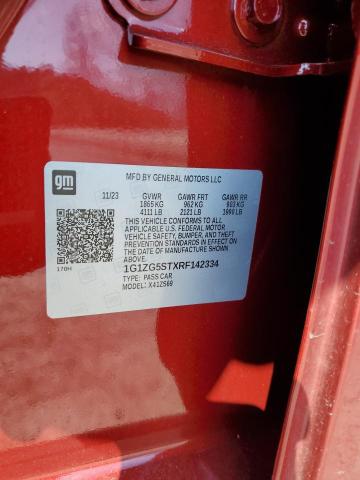 gm
MFD BY GENERAL MOTORS LLC
11/23 GVWR GAWR FRT GAWR RR
1865 KG 962 KG 903 KG
4111 LB 2121 LB 1990 LB
THIS VEHICLE CONFORMS TO ALL
APPLICABLE U.S. FEDERAL MOTOR
VEHICLE SAFETY, BUMPER, AND THEFT
PREVENTION STANDARDS IN EFFECT ON
THE DATE OF MANUFACTURE SHOWN
ABOVE.
170H
1G1ZG5STXRF142334
TYPE: PASS CAR
MODEL: X41ZS69